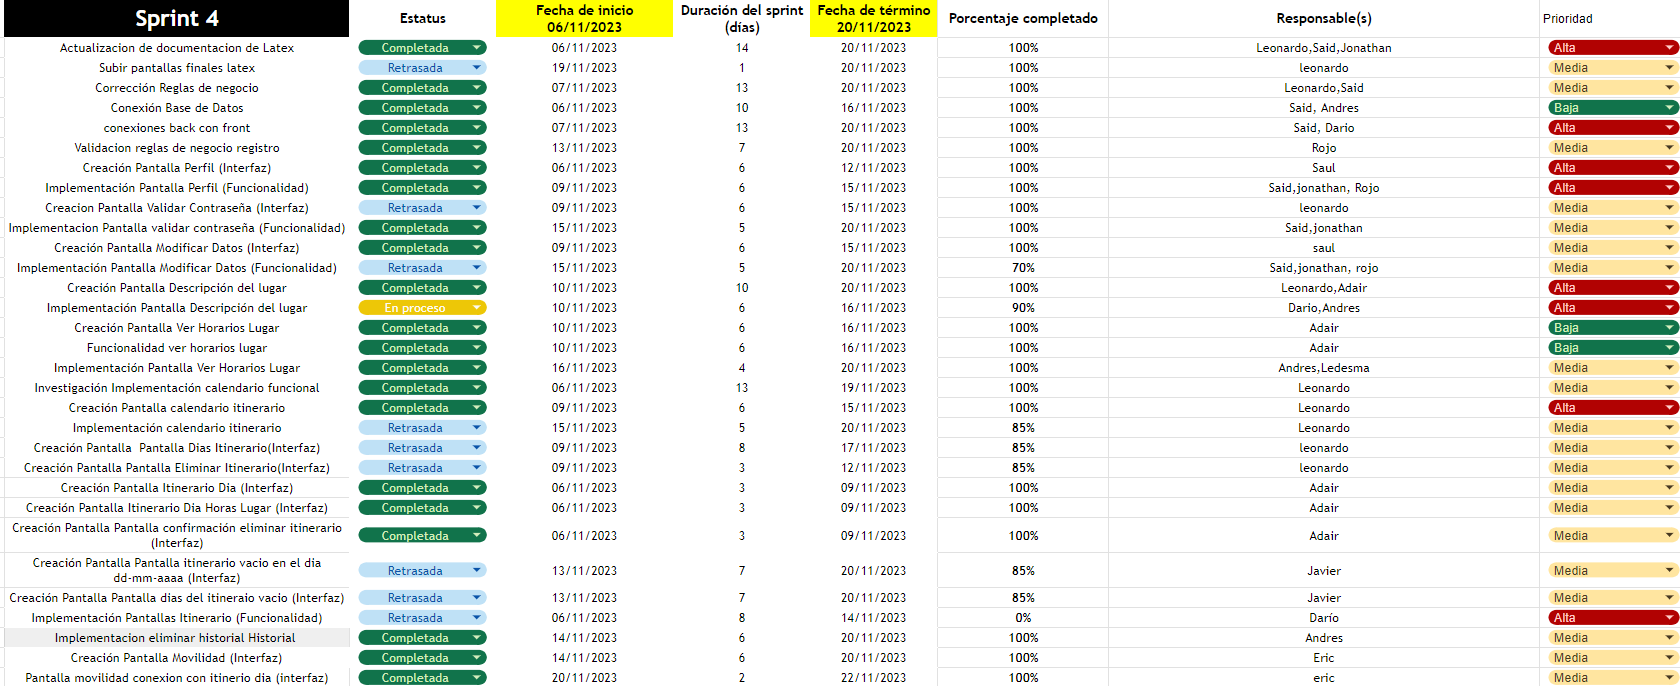 Sprint 4 Estatus Fecha de inicio 06/11/2023 Duración del sprint (días) Fecha de término 20/11/2023 Porcentaje completado Responsable(s) Prioridad
Actualización de documentacion de Latex Completada 06/11/2023 14 20/11/2023 100% Leonardo,Said,Jonathan Alta
Subir pantallas finales latex Retrasada 19/11/2023 1 20/11/2023 100% leonardo Media
Corrección Reglas de negocio Completada 07/11/2023 13 20/11/2023 100% Leonardo,Said Media
Conexión Base de Datos Completada 06/11/2023 10 16/11/2023 100% Said, Andres Baja
conexiones back con front Completada 07/11/2023 13 20/11/2023 100% Said, Dario Alta
Validacion reglas de negocio registro Completada 13/11/2023 7 20/11/2023 100% Rojo Media
Creación Pantalla Perfil (Interfaz) Completada 06/11/2023 6 12/11/2023 100% Saul Alta
Implementación Pantalla Perfil (Funcionalidad) Completada 09/11/2023 6 15/11/2023 100% Said,jonathan, Rojo Alta
Creacion Pantalla Validar Contraseña (Interfaz) Retrasada 09/11/2023 6 15/11/2023 100% leonardo Media
Implementacion Pantalla validar contraseña (Funcionalidad) Completada 15/11/2023 5 20/11/2023 100% Said,jonathan Media
Creación Pantalla Modificar Datos (Interfaz) Completada 09/11/2023 6 15/11/2023 100% saul Media
Implementación Pantalla Modificar Datos (Funcionalidad) Retrasada 15/11/2023 5 20/11/2023 70% Said,jonathan, rojo Media
Creación Pantalla Descripción del lugar Completada 10/11/2023 10 20/11/2023 100% Leonardo,Adair Alta
Implementación Pantalla Descripción del lugar En proceso 10/11/2023 6 16/11/2023 90% Dario,Andres Alta
Creación Pantalla Ver Horarios Lugar Completada 10/11/2023 6 16/11/2023 100% Adair Baja
Funcionalidad ver horarios lugar Completada 10/11/2023 6 16/11/2023 100% Adair Baja
Implementación Pantalla Ver Horarios Lugar Completada 16/11/2023 4 20/11/2023 100% Andres,Ledesma Media
Investigación Implementación calendario funcional Completada 06/11/2023 13 19/11/2023 100% Leonardo Media
Creación Pantalla calendario itinerario Completada 09/11/2023 6 15/11/2023 100% Leonardo Alta
Implementación calendario itinerario Retrasada 15/11/2023 5 20/11/2023 85% Leonardo Media
Creación Pantalla  Pantalla Dias Itinerario(Interfaz) Retrasada 09/11/2023 8 17/11/2023 85% leonardo Media
Creación Pantalla Pantalla Eliminar Itinerario(Interfaz) Retrasada 09/11/2023 3 12/11/2023 85% leonardo Media
Creación Pantalla Itinerario Dia (Interfaz) Completada 06/11/2023 3 09/11/2023 100% Adair Media
Creación Pantalla Itinerario Dia Horas Lugar (Interfaz) Completada 06/11/2023 3 09/11/2023 100% Adair Media
Creación Pantalla Pantalla confirmación eliminar itinerario
(Interfaz) Completada 06/11/2023 3 09/11/2023 100% Adair Media
Creación Pantalla Pantalla itinerario vacio en el dia
dd-mm-aaaa (Interfaz) Retrasada 13/11/2023 7 20/11/2023 85% Javier Media
Creación Pantalla Pantalla dias del itineraio vacio (Interfaz) Retrasada 13/11/2023 7 20/11/2023 85% Javier Media
Implementación Pantallas Itinerario (Funcionalidad) Retrasada 06/11/2023 8 14/11/2023 0% Darío Alta
Implementacion eliminar historial Historial Completada 14/11/2023 6 20/11/2023 100% Andres Media
Creación Pantalla Movilidad (Interfaz) Completada 14/11/2023 6 20/11/2023 100% Eric Media
Pantalla movilidad conexion con itinerio dia (interfaz) Completada 20/11/2023 2 22/11/2023 100% eric Media